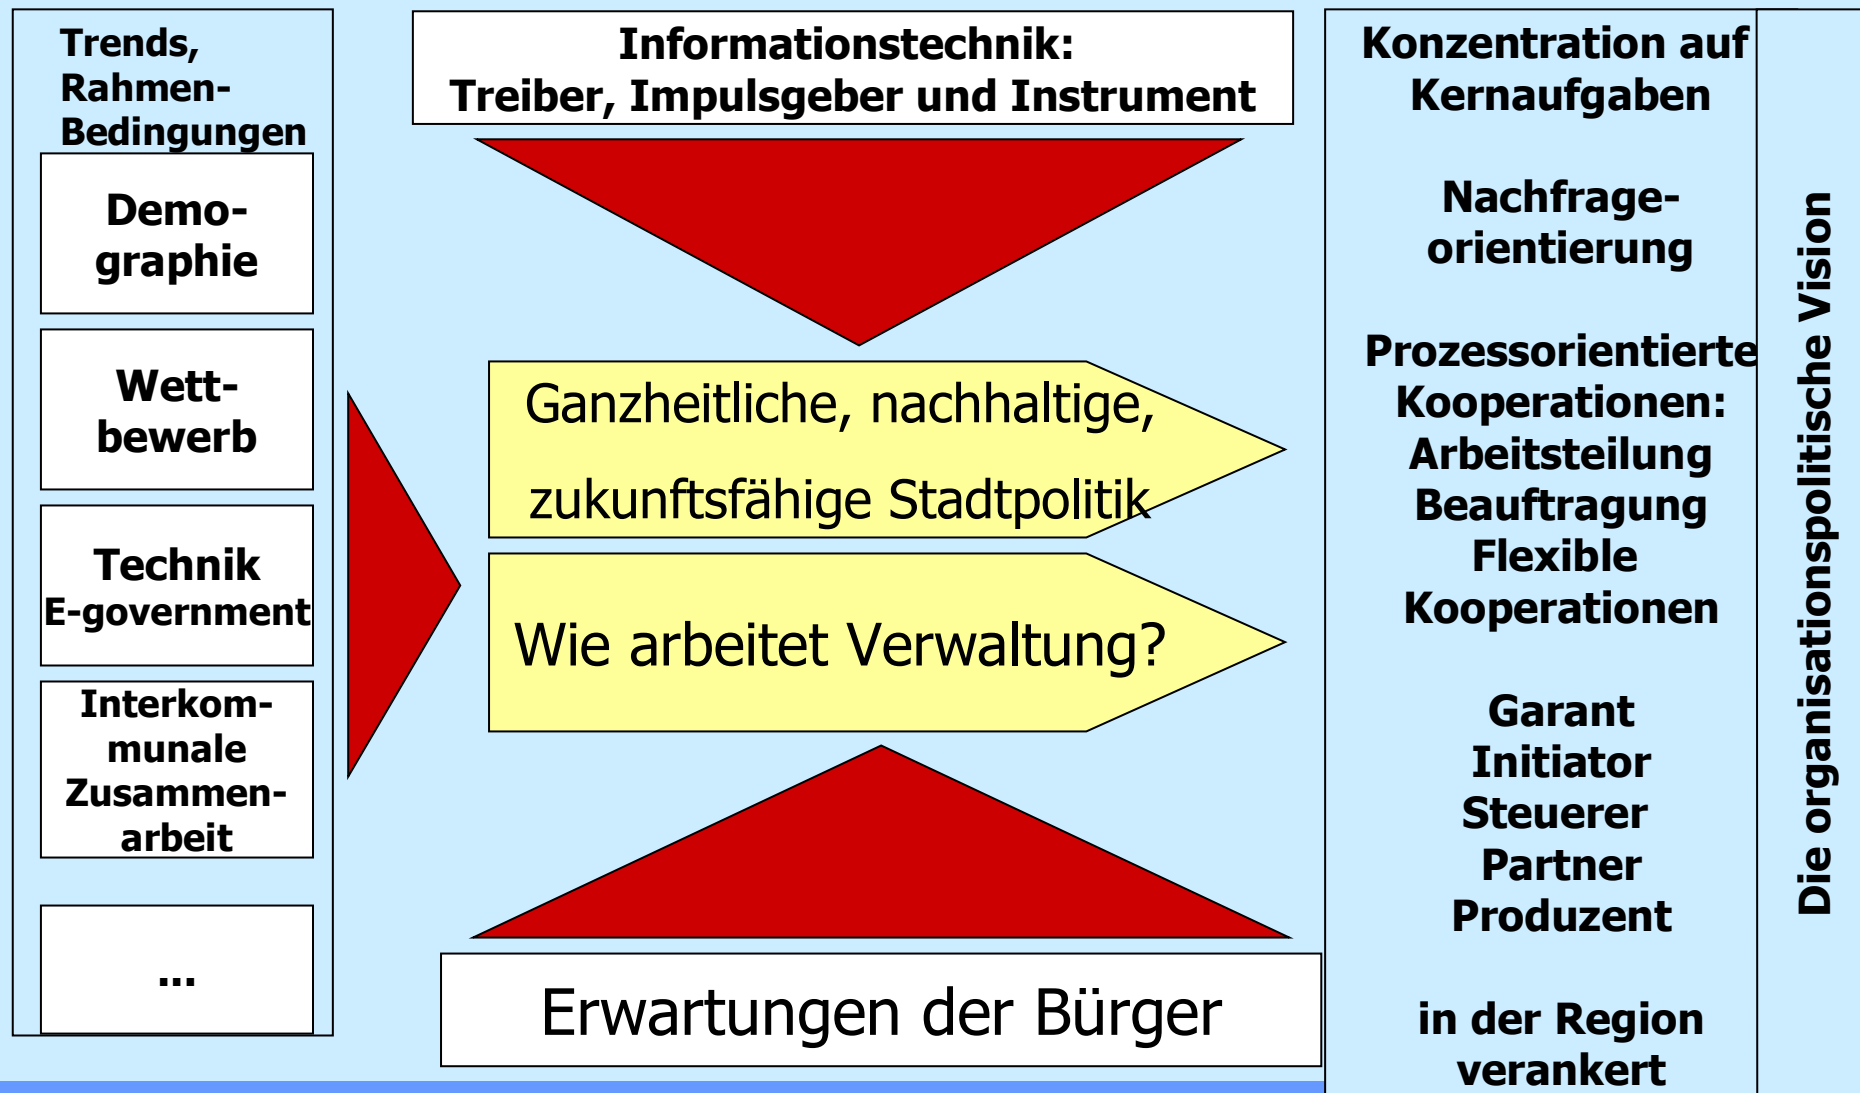 Trends,
Rahmen-
Bedingungen
Demo-
graphie
Wett-
bewerb
Technik
E-government
Interkom-
munale
Zusammen-
arbeit
...
Informationstechnik:
Treiber, Impulsgeber und Instrument
Ganzheitliche, nachhaltige,
zukunftsfähige Stadtpolitik
Wie arbeitet Verwaltung?
Erwartungen der Bürger
Konzentration auf
Kernaufgaben
Nachfrage-
orientierung
Prozessorientierte
Kooperationen:
Arbeitsteilung
Beauftragung
Flexible
Kooperationen
Garant
Initiator
Steuerer
Partner
Produzent
in der Region
verankert
Die organisationspolitische Vision